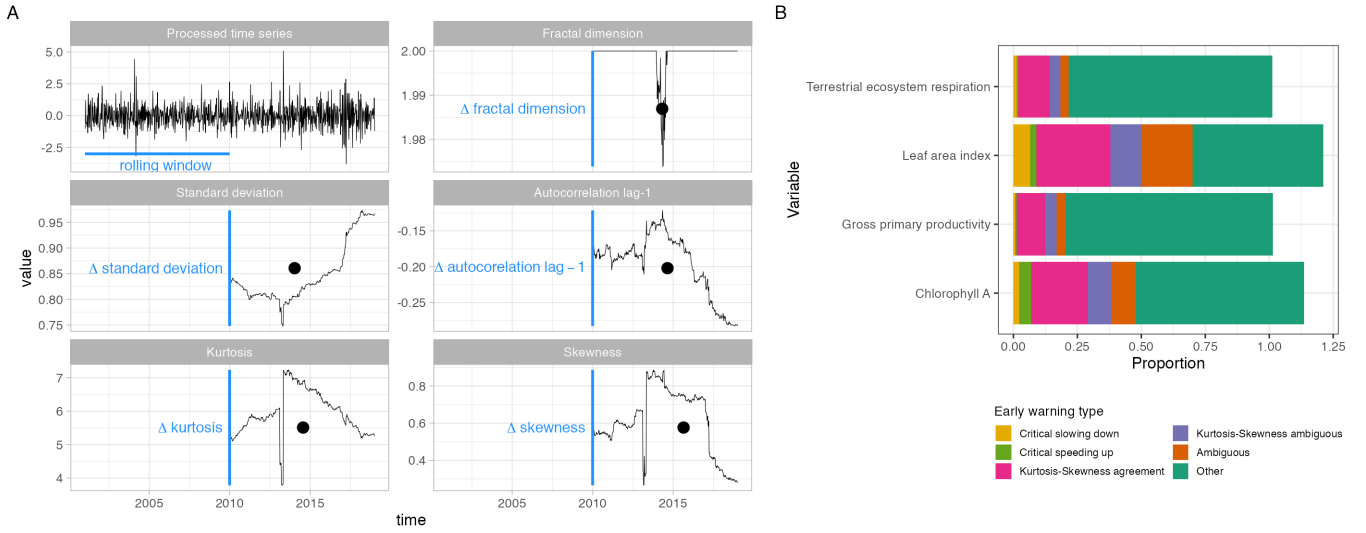 A
Processed time series
5.0
2.5
0.0
-2.5
rolling window
Fractal dimension
2.00
1.99
1.98
Δ fractal dimension
Standard deviation
0.95
0.90
0.85
0.80
0.75
Δ standard deviation
Autocorrelation lag-1
-0.15
-0.20
-0.25
Δ autocorelation lag − 1
Kurtosis
7
6
5
4
Δ kurtosis
Skewness
0.8
0.6
0.4
Δ skewness
2005 2010 2015
2005 2010 2015
value
time
B
Variable
Terrestrial ecosystem respiration
Leaf area index
Gross primary productivity
Chlorophyll A
0.00 0.25 0.50 0.75 1.00 1.25
Proportion
Early warning type
Critical slowing down
Critical speeding up
Kurtosis-Skewness agreement
Kurtosis-Skewness ambiguous
Ambiguous
Other